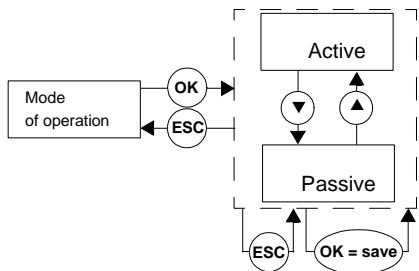 Active
OK
Mode
of operation
ESC
Passive
ESC
OK = save